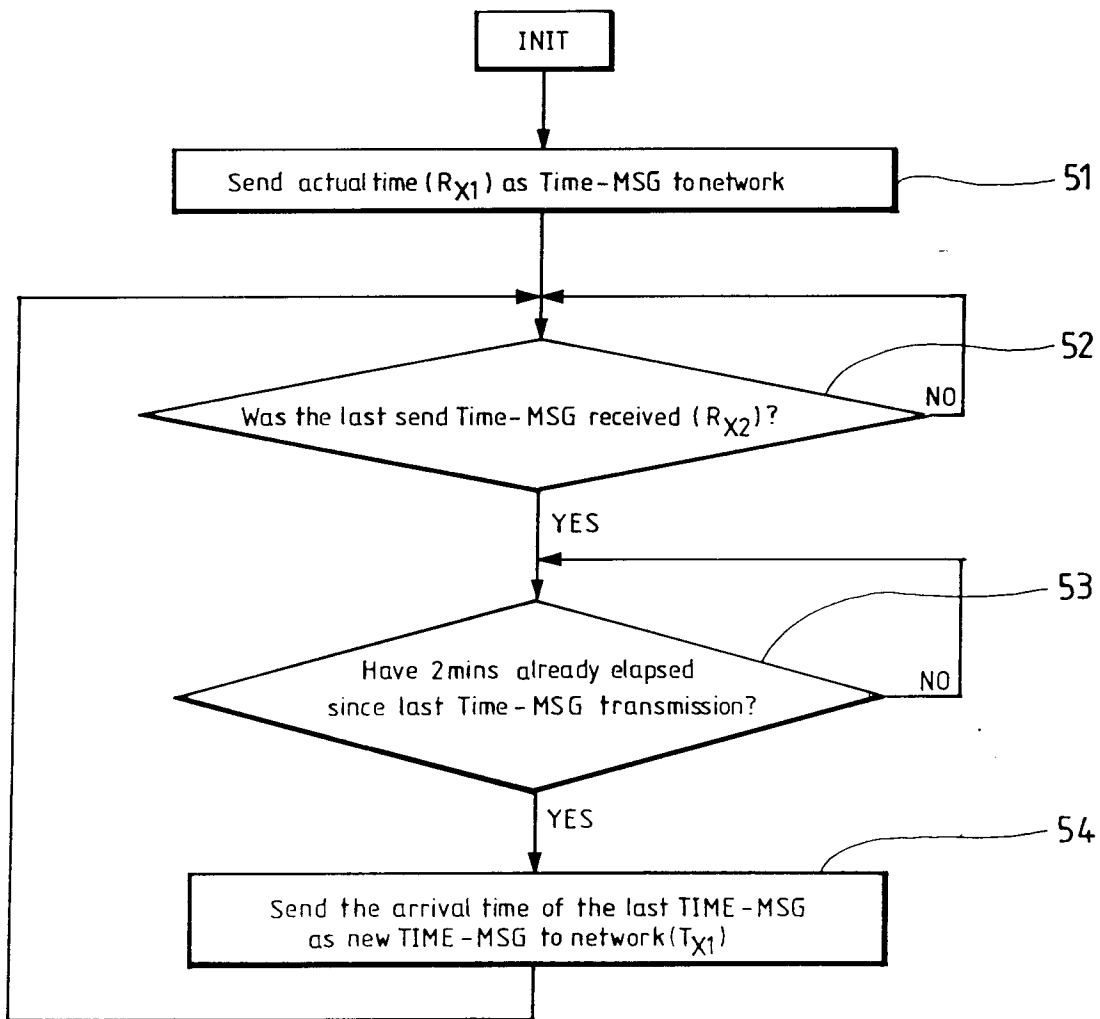 INIT
Send actual time (RX1) as Time-MSG to network
51
52
Was the last send Time-MSG received (RX2)?
NO
YES
53
Have 2mins already elapsed
since last Time-MSG transmission?
NO
YES
54
Send the arrival time of the last TIME-MSG
as new TIME-MSG to network (TX1)